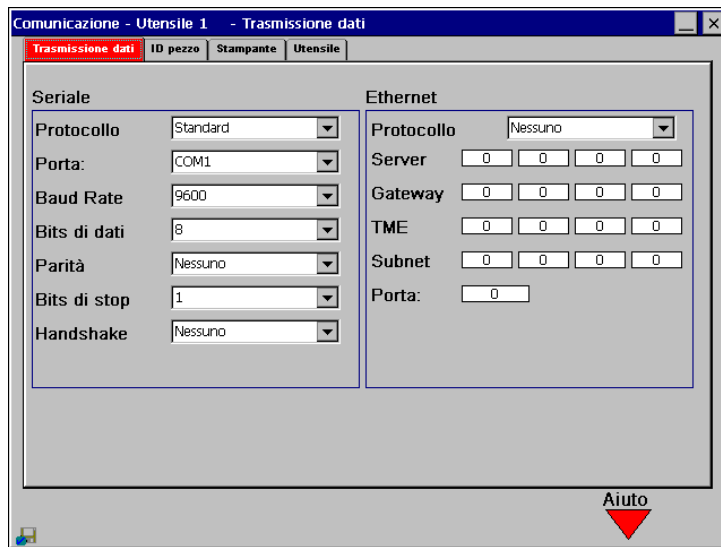 Comunicazione - Utensile 1 - Trasmissione dati
Trasmissione dati ID pezzo Stampante Utensile
Seriale
Protocollo Standard
Porta: COM1
Baud Rate 9600
Bits di dati 8
Parità Nessuno
Bits di stop 1
Handshake Nessuno
Ethernet
Protocollo Nessuno
Server 0 0 0 0
Gateway 0 0 0 0
TME 0 0 0 0
Subnet 0 0 0 0
Porta: 0
Aiuto